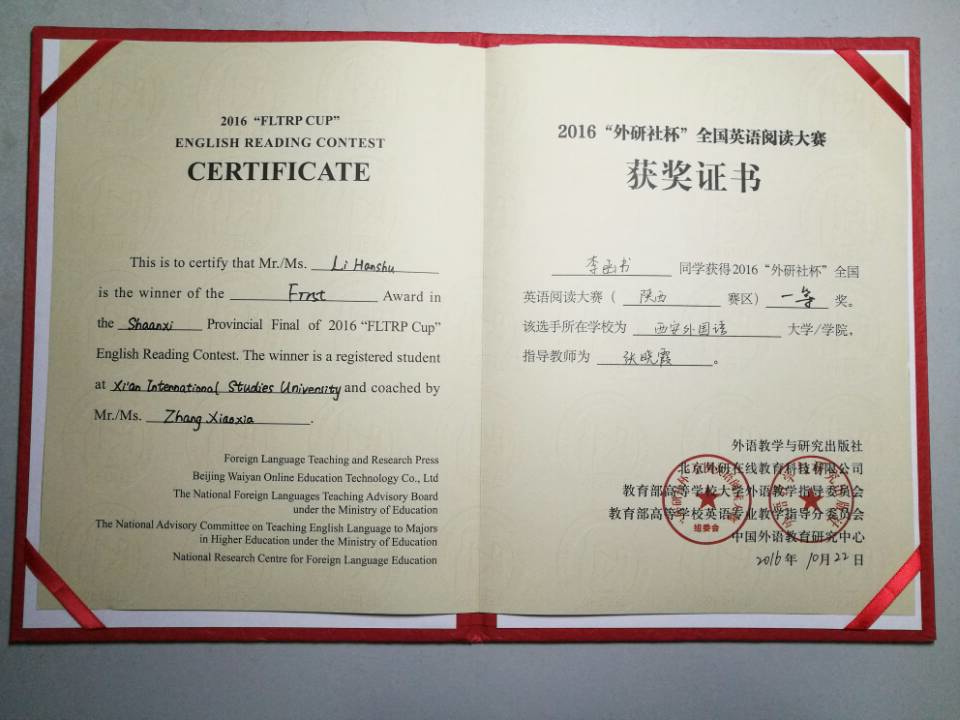 2016 “FLTRP CUP”
ENGLISH READING CONTEST
CERTIFICATE
This is to certify that Mr./Ms. Li Hanshu
is the winner of the Frrst Award in
the Shaanxi Provincial Final of 2016 “FLTRP Cup”
English Reading Contest. The winner is a registered student
at Xi'an International Studies University and coached by
Mr./Ms. Zhang Xiaoxia.
Foreign Language Teaching and Research Press
Beijing Waiyan Online Education Technology Co., Ltd
The National Foreign Languages Teaching Advisory Board
under the Ministry of Education
The National Advisory Committee on Teaching English Language to Majors
in Higher Education under the Ministry of Education
National Research Centre for Foreign Language Education
2016“外研社杯”全国英语阅读大赛
获奖证书
李函书 同学获得2016“外研社杯”全国
英语阅读大赛（ 陕西 赛区） 一等 奖。
该选手所在学校为 西安外国语 大学/学院，
指导教师为 张晓霞 。
外语教学与研究出版社
北京外研在线教育科技有限公司
教育部高等学校大学外语教学指导委员会
教育部高等学校英语专业教学指导分委员会
中国外语教育研究中心
2016年 10月22日
组委会